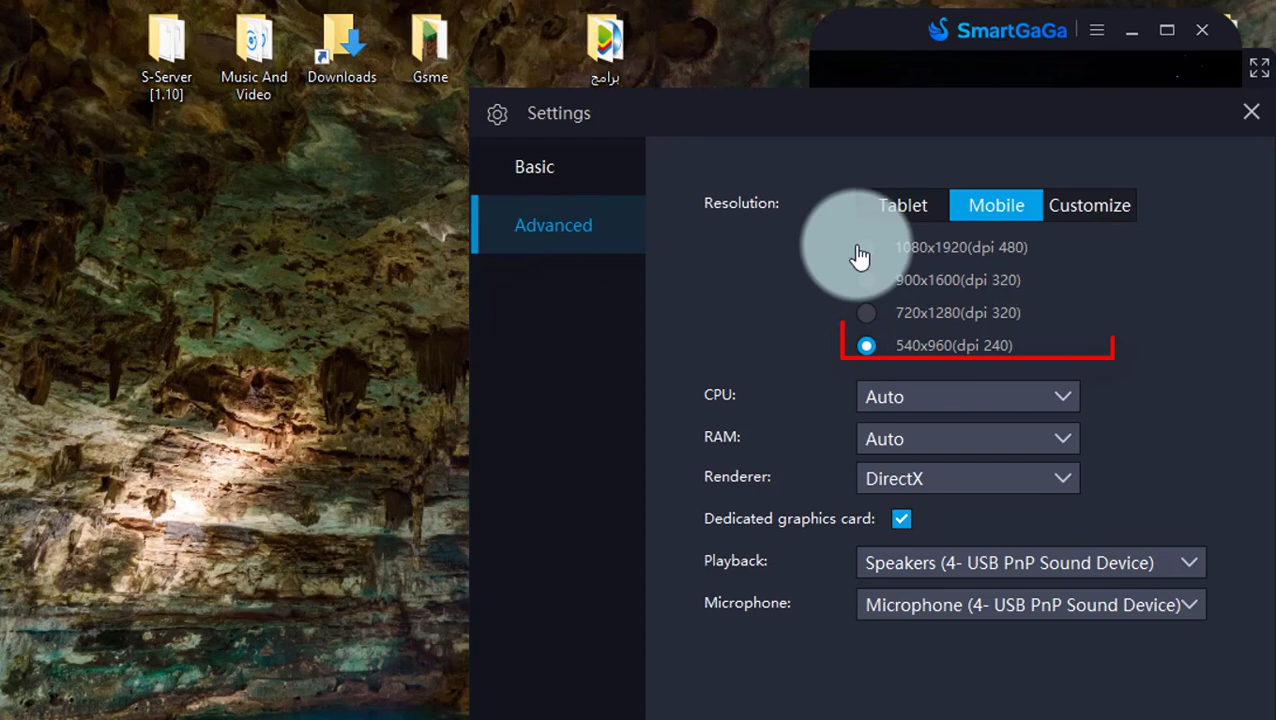 S-Server
[1.10]
Music And
Video
Downloads
Gsme
برامج
SmartGaGa
Settings
Basic
Advanced
Resolution:
Tablet
Mobile
Customize
1080x1920(dpi 480)
900x1600(dpi 320)
720x1280(dpi 320)
540x960(dpi 240)
CPU:
Auto
RAM:
Auto
Renderer:
DirectX
Dedicated graphics card:
Playback:
Speakers (4- USB PnP Sound Device)
Microphone:
Microphone (4- USB PnP Sound Device)